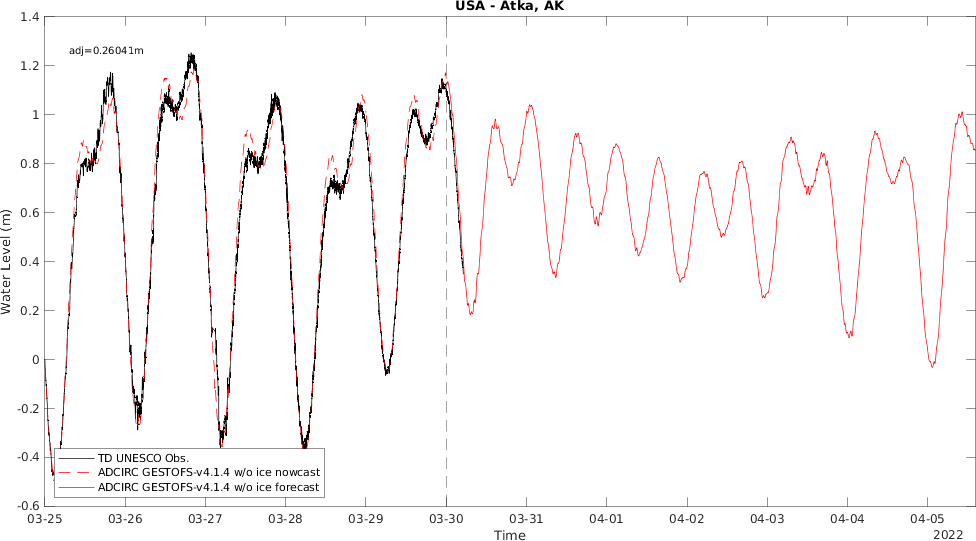 USA - Atka, AK
adj=0.26041m
Water Level (m)
1.4
1.2
1
0.8
0.6
0.4
0.2
0
-0.2
-0.4
-0.6
TD UNESCO Obs.
ADCIRC GESTOFS-v4.1.4 w/o ice nowcast
ADCIRC GESTOFS-v4.1.4 w/o ice forecast
03-25 03-26 03-27 03-28 03-29 03-30 03-31 04-01 04-02 04-03 04-04 04-05
Time
2022